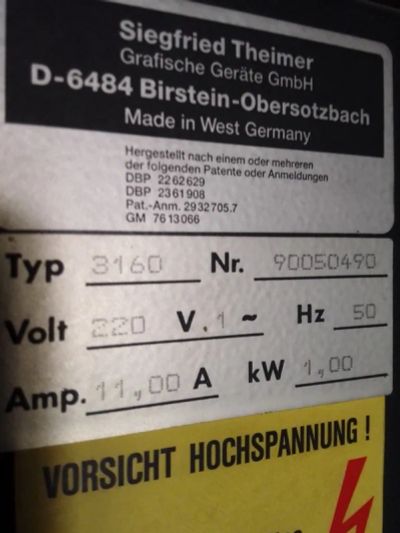 Siegfried Theimer
Grafische Geräte GmbH
D-6484 Birstein-Obersotzbach
Made in West Germany
Hergestellt nach einem oder mehreren
der folgenden Patente oder Anmeldungen
DBP 2262629
DBP 2361908
Pat.-Anm. 2932705.7
GM 7613066
Typ 3160 Nr. 90050490
Volt 220 V. 1 ~ Hz 50
Amp. 11,00 A kW 1,00
VORSICHT HOCHSPANNUNG !